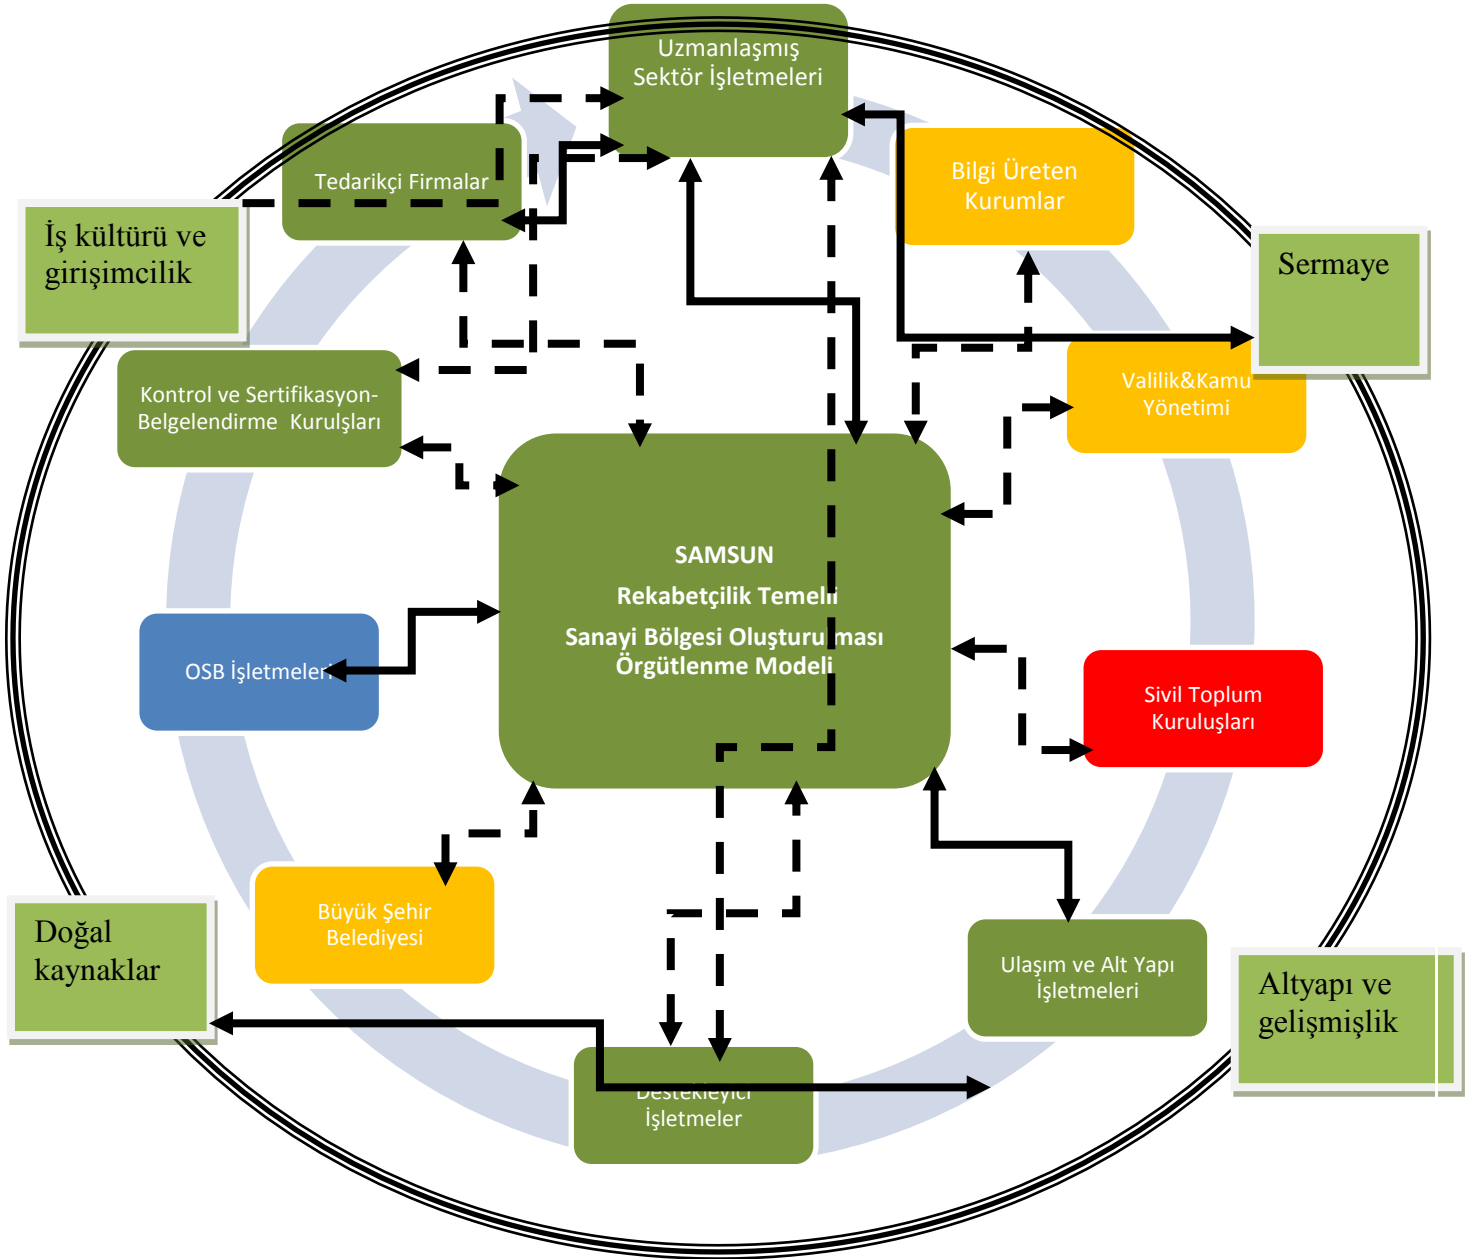 Uzmanlaşmış
Sektör İşletmeleri
Tedarikçi Firmalar
Bilgi Üreten
Kurumlar
İş kültürü ve
girişimcilik
Sermaye
Kontrol ve Sertifikasyon-
Belgelendirme Kurulşları
Valilik&Kamu
Yönetimi
SAMSUN
Rekabetçilik Temelli
Sanayi Bölgesi Oluşturulması
Örgütlenme Modeli
OSB İşletmeleri
Sivil Toplum
Kuruluşları
Büyük Şehir
Belediyesi
Doğal
kaynaklar
Ulaşım ve Alt Yapı
İşletmeleri
Altyapı ve
gelişmişlik
Destekleyici
İşletmeler